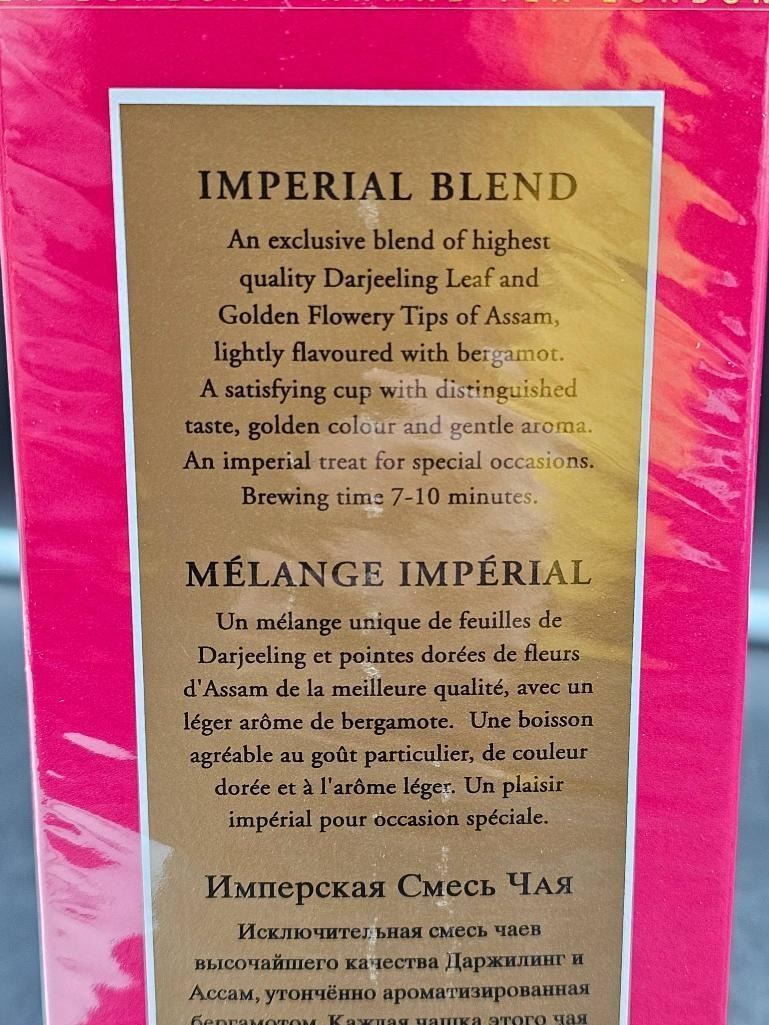 IMPERIAL BLEND
An exclusive blend of highest
quality Darjeeling Leaf and
Golden Flowery Tips of Assam,
lightly flavoured with bergamot.
A satisfying cup with distinguished
taste, golden colour and gentle aroma.
An imperial treat for special occasions.
Brewing time 7-10 minutes.
MÉLANGE IMPÉRIAL
Un mélange unique de feuilles de
Darjeeling et pointes dorées de fleurs
d'Assam de la meilleure qualité, avec un
léger arôme de bergamote. Une boisson
agréable au goût particulier, de couleur
dorée et à l'arôme léger. Un plaisir
impérial pour occasion spéciale.
Имперская Смесь Чая
Исключительная смесь чаев
высочайшего качества Даржилинг и
Ассам, утончённо ароматизированная
бергамотом. Каждая чашка этого чая